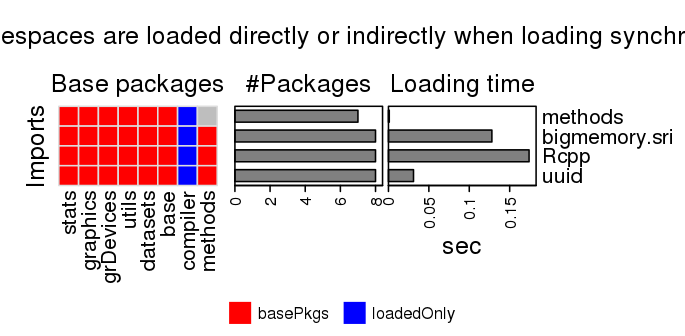 espaces are loaded directly or indirectly when loading synchr
Base packages
#Packages
Loading time
Imports
methods
bigmemory.sri
Rcpp
uuid
stats
graphics
grDevices
utils
datasets
base
compiler
methods
0 2 4 6 8
0 0.05 0.1 0.15
sec
basePkgs
loadedOnly